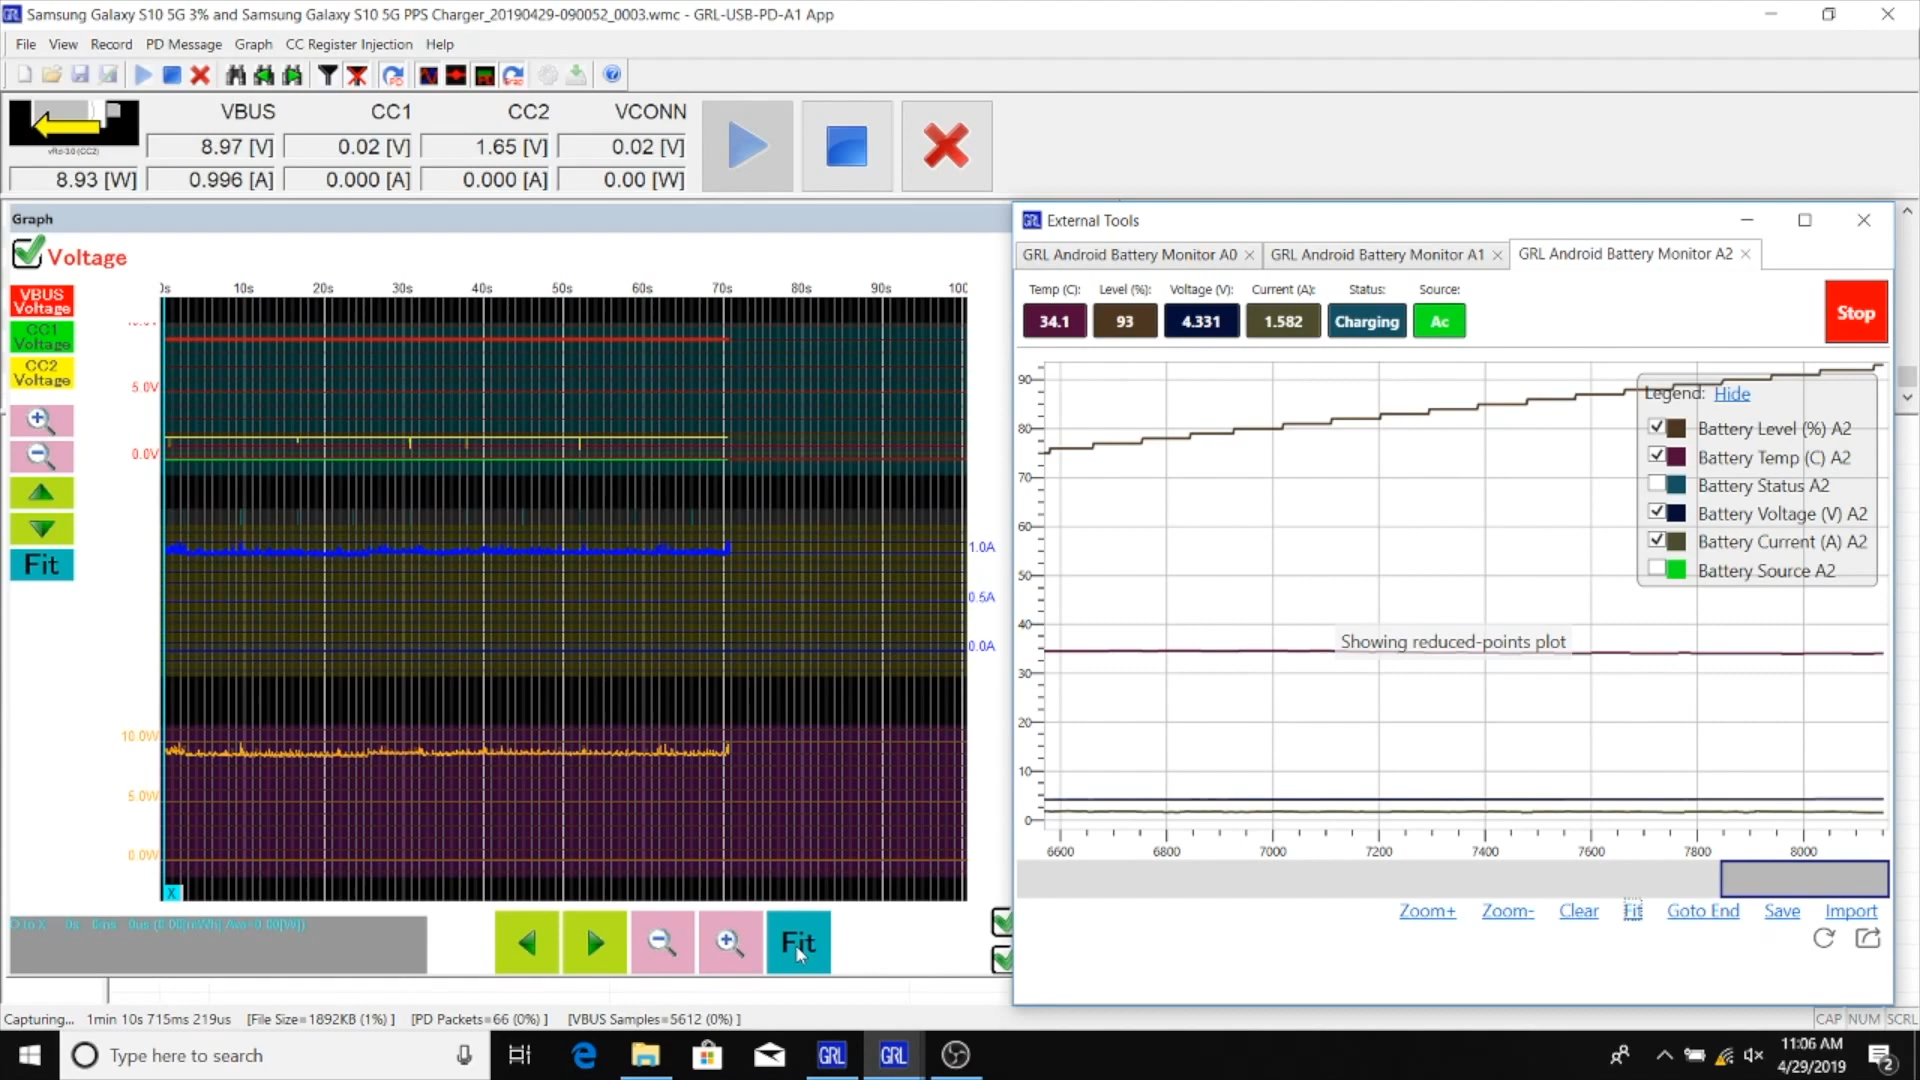 GRL Samsung Galaxy S10 5G 3% and Samsung Galaxy S10 5G PPS Charger_20190429-090052_0003.wmc - GRL-USB-PD-A1 App
File View Record PD Message Graph CC Register Injection Help
VBUS CC1 CC2 VCONN
8.97 [V] 0.02 [V] 1.65 [V] 0.02 [V]
8.93 [W] 0.996 [A] 0.000 [A] 0.000 [A] 0.00 [W]
Graph
Voltage
VBUS
Voltage
CC1
Voltage
CC2
Voltage
Fit
10s 20s 30s 40s 50s 60s 70s 80s 90s 100
5.0V
0.0V
1.0A
0.5A
0.0A
10.0W
5.0W
0.0W
X
Fit
GRL External Tools
GRL Android Battery Monitor A0 GRL Android Battery Monitor A1 GRL Android Battery Monitor A2
Temp (C): Level (%): Voltage (V): Current (A): Status: Source:
34.1 93 4.331 1.582 Charging Ac
Stop
Legend: Hide
Battery Level (%) A2
Battery Temp (C) A2
Battery Status A2
Battery Voltage (V) A2
Battery Current (A) A2
Battery Source A2
90
80
70
60
50
40
30
20
10
0
Showing reduced-points plot
6600 6800 7000 7200 7400 7600 7800 8000
Zoom+ Zoom- Clear Fit Goto End Save Import
Capturing... 1min 10s 715ms 219us [File Size=1892KB (1%) ] [PD Packets=66 (0%) ] [VBUS Samples=5612 (0%) ]
CAP NUM SCRL
Type here to search
GRL GRL
11:06 AM
4/29/2019
2